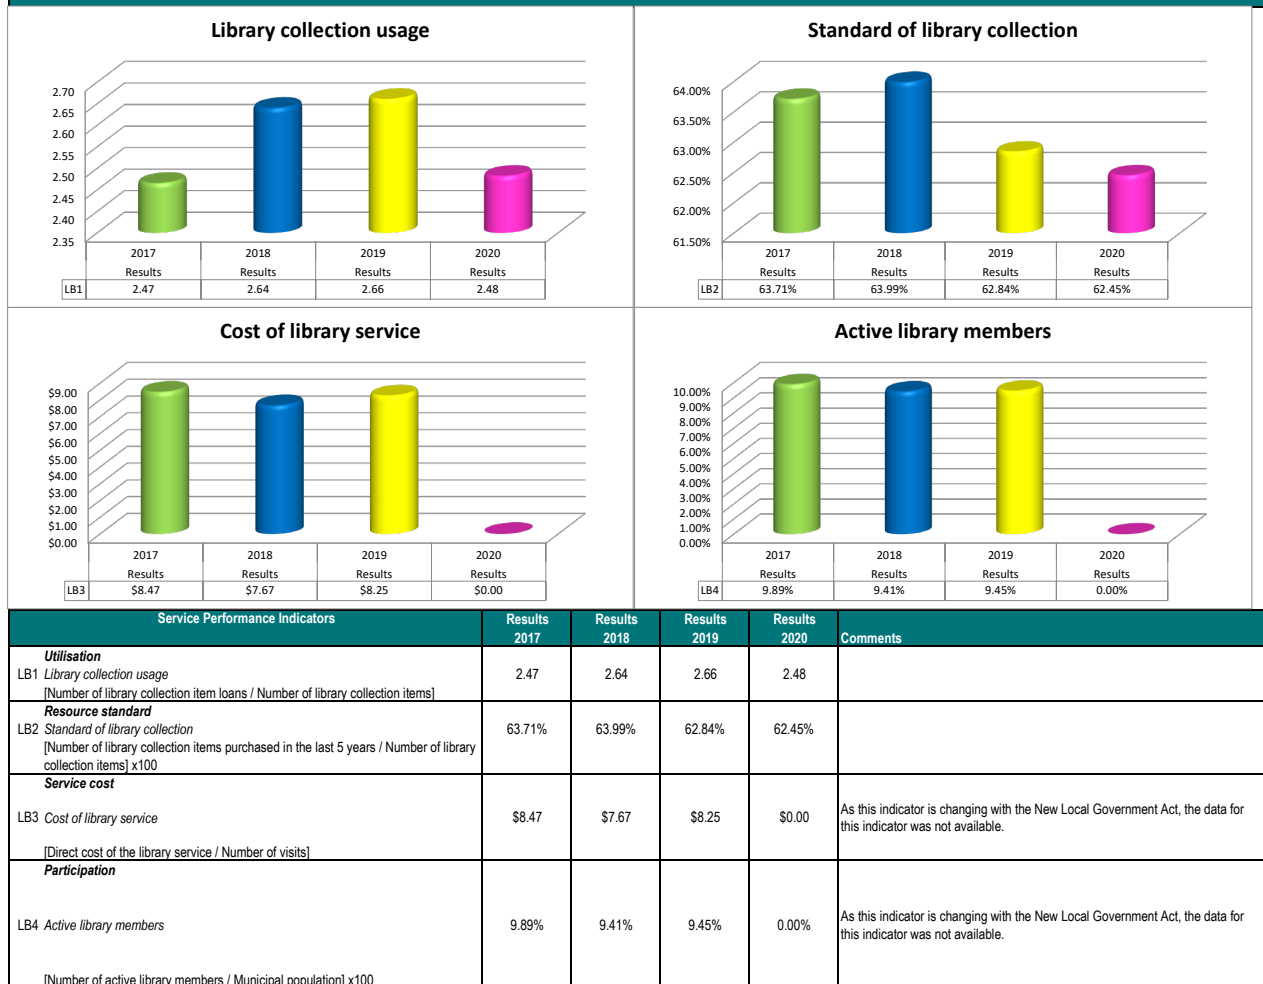 Library collection usage
2.70
2.65
2.60
2.55
2.50
2.45
2.40
2.35
2017 2018 2019 2020
Results Results Results Results
LB1 2.47 2.64 2.66 2.48
Standard of library collection
64.00%
63.50%
63.00%
62.50%
62.00%
61.50%
2017 2018 2019 2020
Results Results Results Results
LB2 63.71% 63.99% 62.84% 62.45%
Cost of library service
$9.00
$8.00
$7.00
$6.00
$5.00
$4.00
$3.00
$2.00
$1.00
$0.00
2017 2018 2019 2020
Results Results Results Results
LB3 $8.47 $7.67 $8.25 $0.00
Active library members
10.00%
9.00%
8.00%
7.00%
6.00%
5.00%
4.00%
3.00%
2.00%
1.00%
0.00%
2017 2018 2019 2020
Results Results Results Results
LB4 9.89% 9.41% 9.45% 0.00%
Service Performance Indicators Results Results Results Results
2017 2018 2019 2020 Comments
Utilisation
LB1 Library collection usage 2.47 2.64 2.66 2.48
[Number of library collection item loans / Number of library collection items]
Resource standard
LB2 Standard of library collection 63.71% 63.99% 62.84% 62.45%
[Number of library collection items purchased in the last 5 years / Number of library
collection items] x100
Service cost
LB3 Cost of library service $8.47 $7.67 $8.25 $0.00
As this indicator is changing with the New Local Government Act, the data for
this indicator was not available.
[Direct cost of the library service / Number of visits]
Participation
LB4 Active library members 9.89% 9.41% 9.45% 0.00%
As this indicator is changing with the New Local Government Act, the data for
this indicator was not available.
[Number of active library members / Municipal population] x100